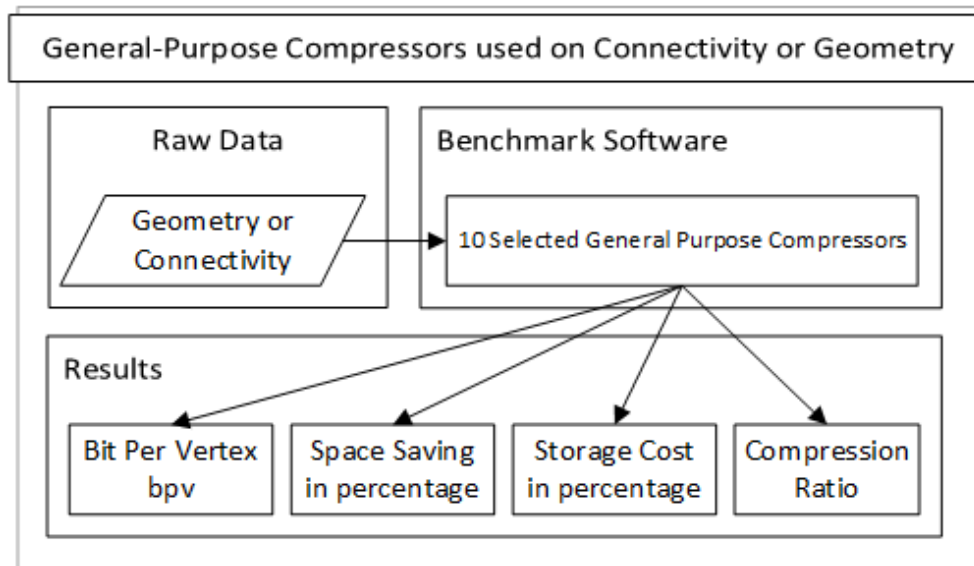 General-Purpose Compressors used on Connectivity or Geometry
Raw Data
Geometry or
Connectivity
Benchmark Software
10 Selected General Purpose Compressors
Results
Bit Per Vertex
bpv
Space Saving
in percentage
Storage Cost
in percentage
Compression
Ratio